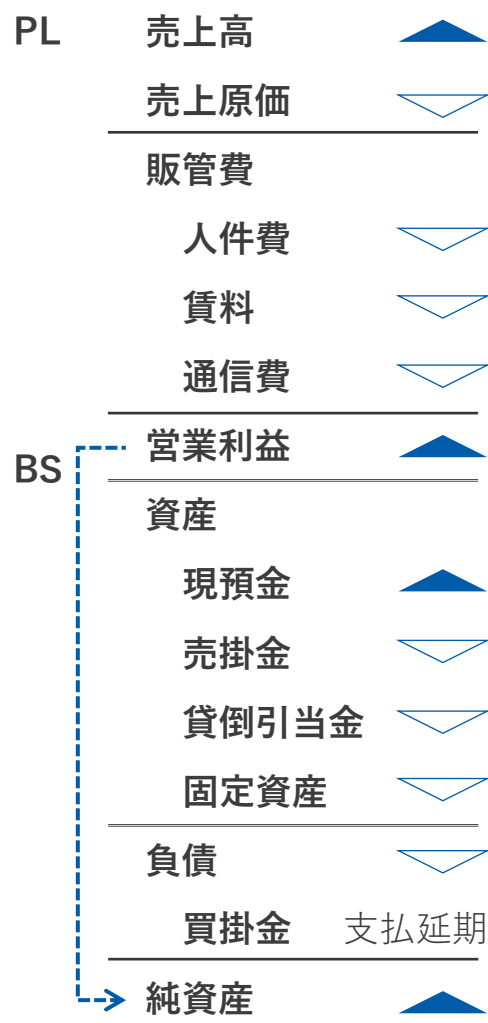 PL 売上高
売上原価
販管費
人件費
賃料
通信費
BS 営業利益
資産
現預金
売掛金
貸倒引当金
固定資産
負債
買掛金 支払延期
純資産